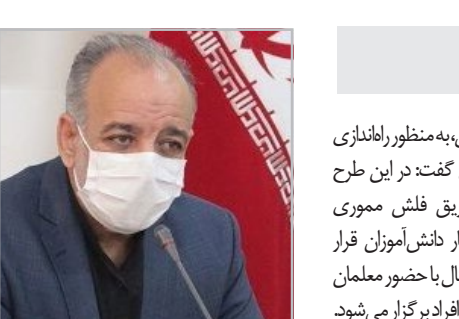 ،به‌منظور راه‌اندازی
گفت: در این طرح
ریق فلش مموری
ار دانش‌آموزان قرار
ال با حضور معلمان
افراد برگزار می‌شود.